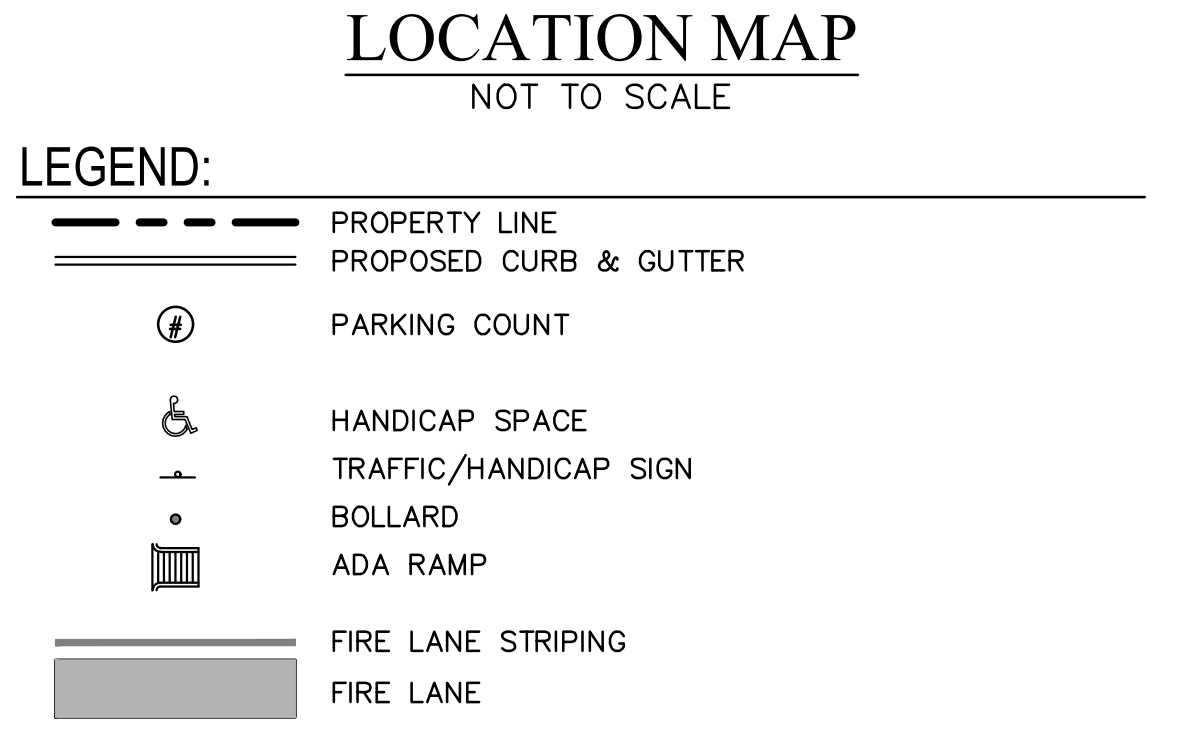 LOCATION MAP
NOT TO SCALE
LEGEND:
PROPERTY LINE
PROPOSED CURB & GUTTER
# PARKING COUNT
HANDICAP SPACE
TRAFFIC/HANDICAP SIGN
BOLLARD
ADA RAMP
FIRE LANE STRIPING
FIRE LANE